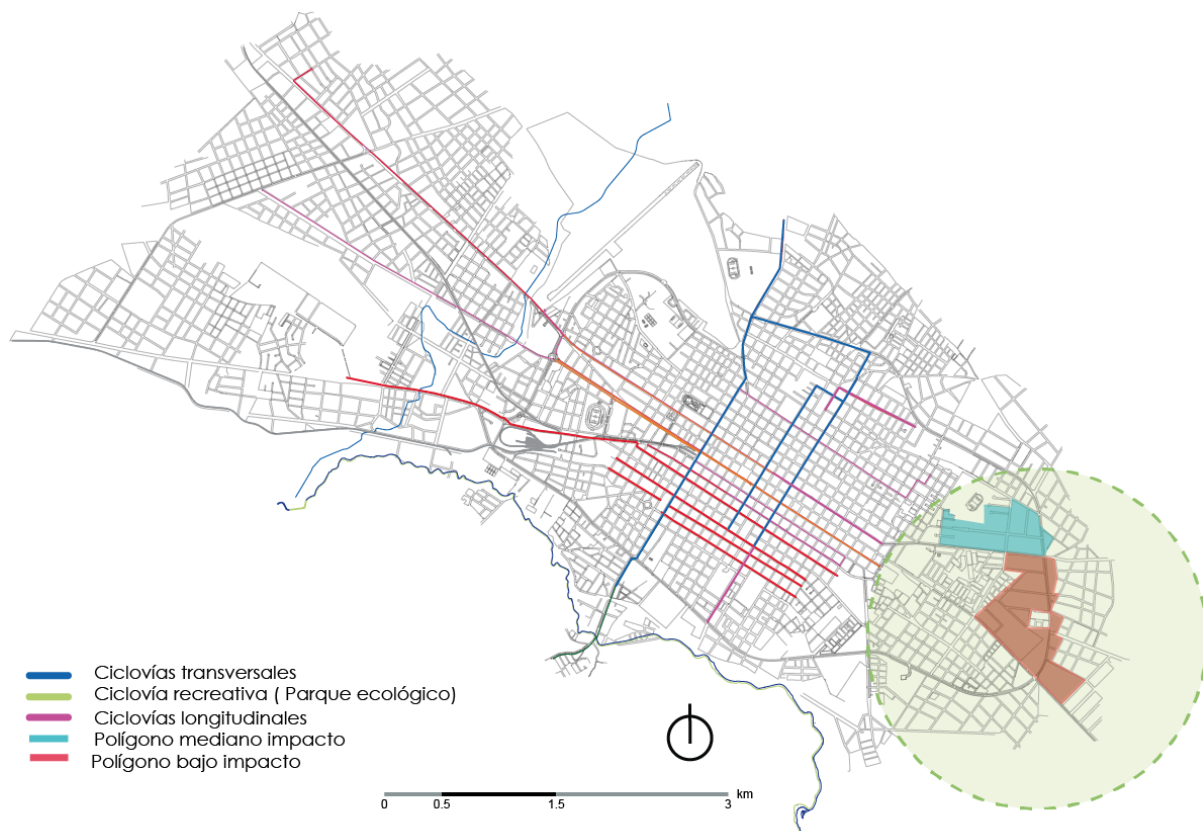 Ciclovías transversales
Ciclovía recreativa ( Parque ecológico)
Ciclovías longitudinales
Polígono mediano impacto
Polígono bajo impacto
km
0 0.5 1.5 3